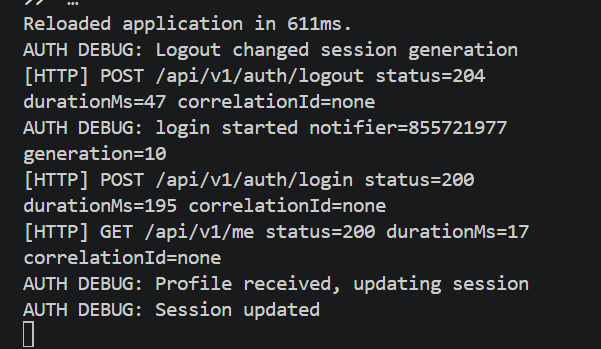 Reloaded application in 611ms.
AUTH DEBUG: Logout changed session generation
[HTTP] POST /api/v1/auth/logout status=204
durationMs=47 correlationId=none
AUTH DEBUG: login started notifier=855721977
generation=10
[HTTP] POST /api/v1/auth/login status=200
durationMs=195 correlationId=none
[HTTP] GET /api/v1/me status=200 durationMs=17
correlationId=none
AUTH DEBUG: Profile received, updating session
AUTH DEBUG: Session updated